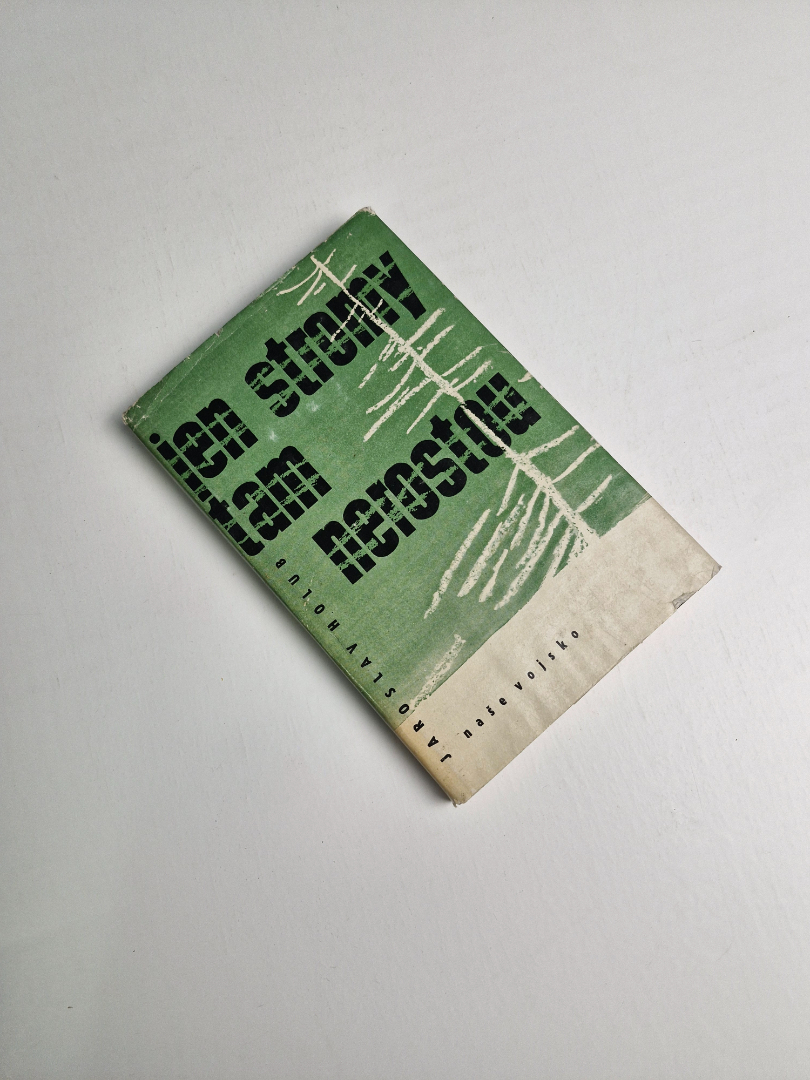 jen stromy
tam nerostou
JAROSLAV HOLUB
naše vojsko